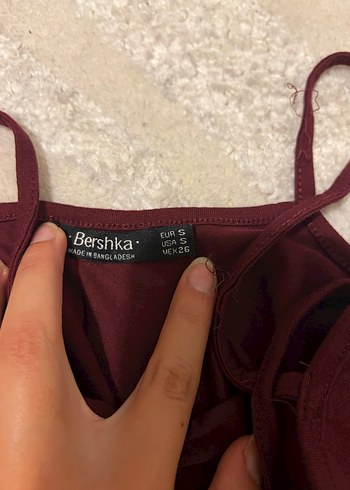 · Bershka ·
MADE IN BANGLADESH
EUR S
USA S
MEX 26